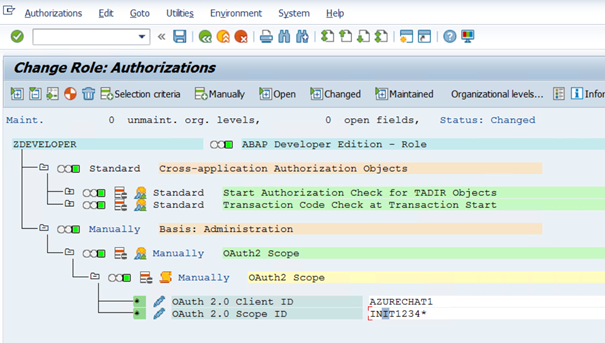 Authorizations Edit Goto Utilities Environment System Help
Change Role: Authorizations
Selection criteria Manually Open Changed Maintained Organizational levels... Infor
Maint. 0 unmaint. org. levels, 0 open fields, Status: Changed
ZDEVELOPER ABAP Developer Edition - Role
Standard Cross-application Authorization Objects
Standard Start Authorization Check for TADIR Objects
Standard Transaction Code Check at Transaction Start
Manually Basis: Administration
Manually OAuth2 Scope
Manually OAuth2 Scope
* OAuth 2.0 Client ID AZURECHAT1
* OAuth 2.0 Scope ID INIT1234*